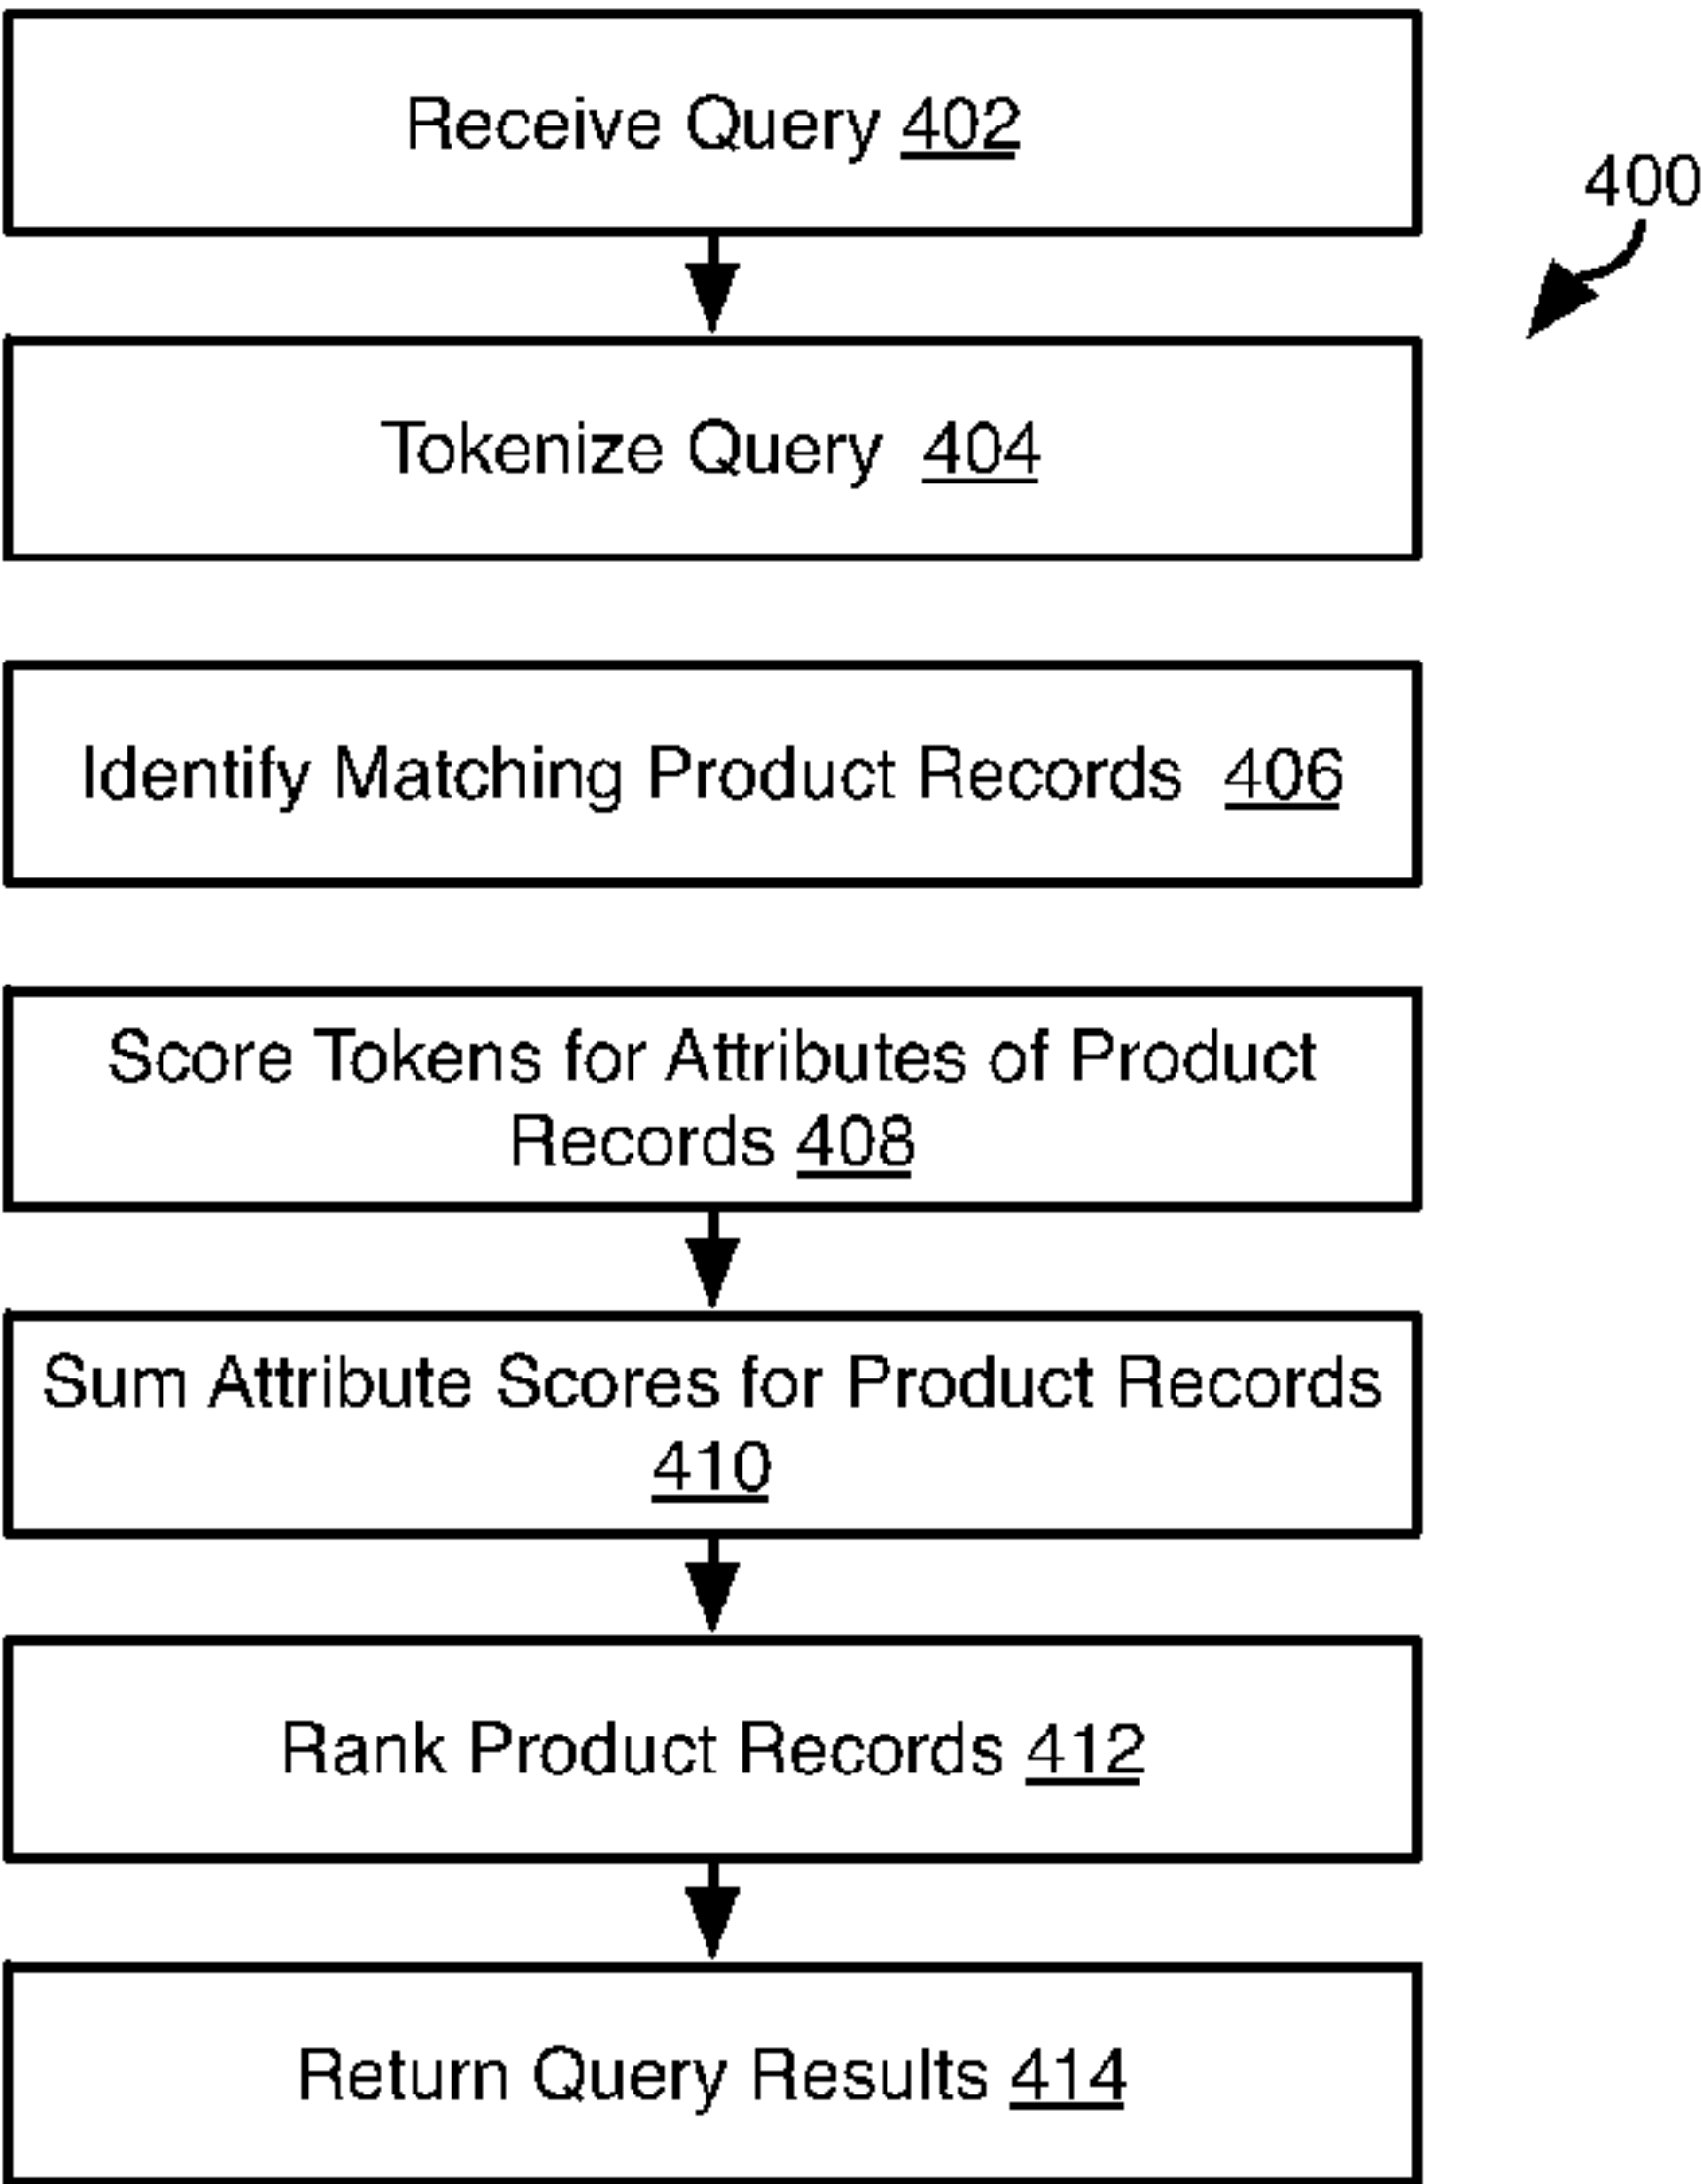 Receive Query 402
400
Tokenize Query 404
Identify Matching Product Records 406
Score Tokens for Attributes of Product
Records 408
Sum Attribute Scores for Product Records
410
Rank Product Records 412
Return Query Results 414